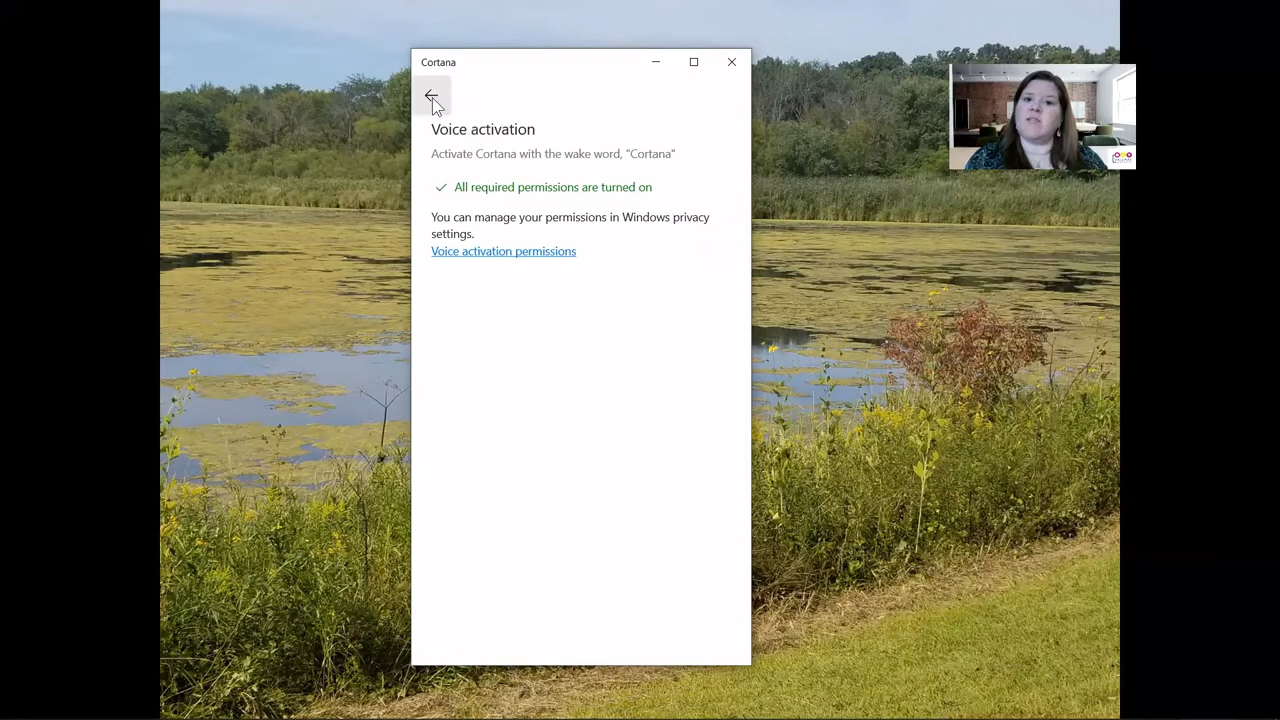 Cortana
Voice activation
Activate Cortana with the wake word, "Cortana"
All required permissions are turned on
You can manage your permissions in Windows privacy
settings.
Voice activation permissions